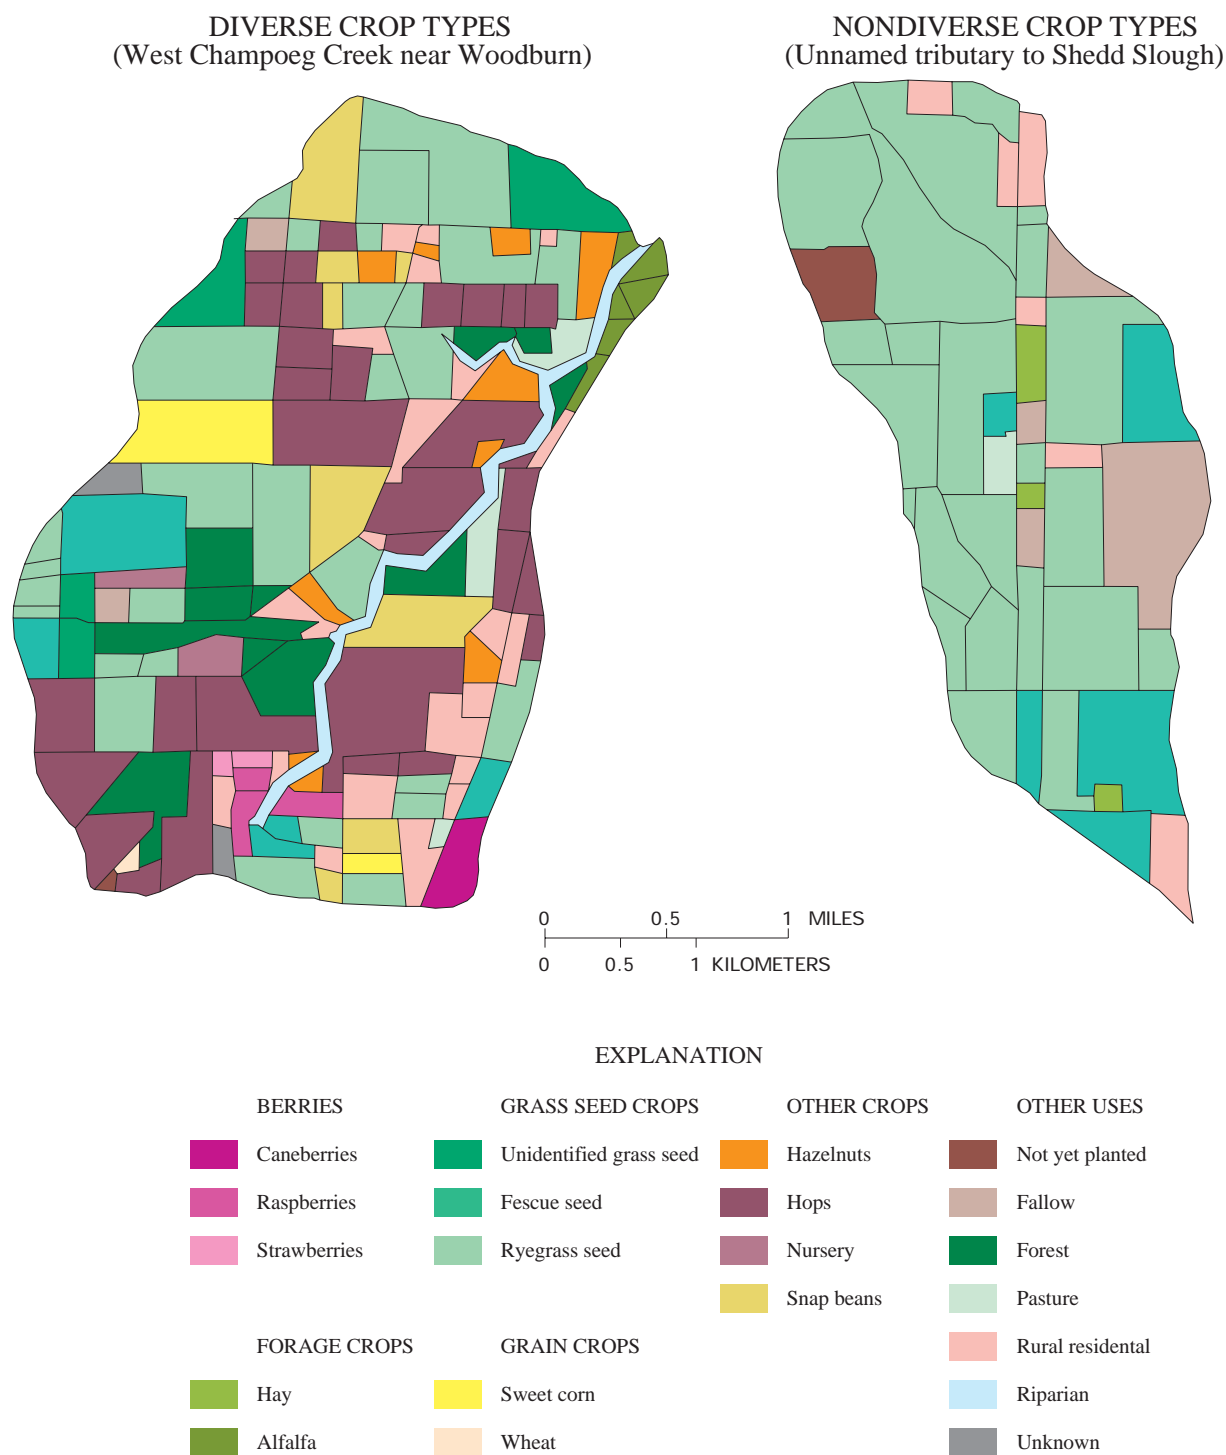 DIVERSE CROP TYPES
(West Champoeg Creek near Woodburn)
NONDIVERSE CROP TYPES
(Unnamed tributary to Shedd Slough)
0 0.5 1 MILES
0 0.5 1 KILOMETERS
EXPLANATION
BERRIES GRASS SEED CROPS OTHER CROPS OTHER USES
Caneberries Unidentified grass seed Hazelnuts Not yet planted
Raspberries Fescue seed Hops Fallow
Strawberries Ryegrass seed Nursery Forest
Snap beans Pasture
FORAGE CROPS GRAIN CROPS Rural residental
Hay Sweet corn Riparian
Alfalfa Wheat Unknown